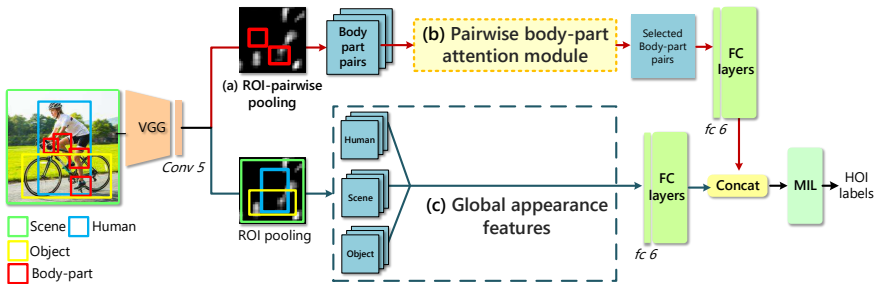 VGG
Conv 5
Scene
Human
Object
Body-part
(a) ROI-pairwise
pooling
Body
part
pairs
(b) Pairwise body-part
attention module
Selected
Body-part
pairs
FC
layers
fc 6
ROI pooling
Human
Scene
Object
(c) Global appearance
features
FC
layers
fc 6
Concat
MIL
HOI
labels